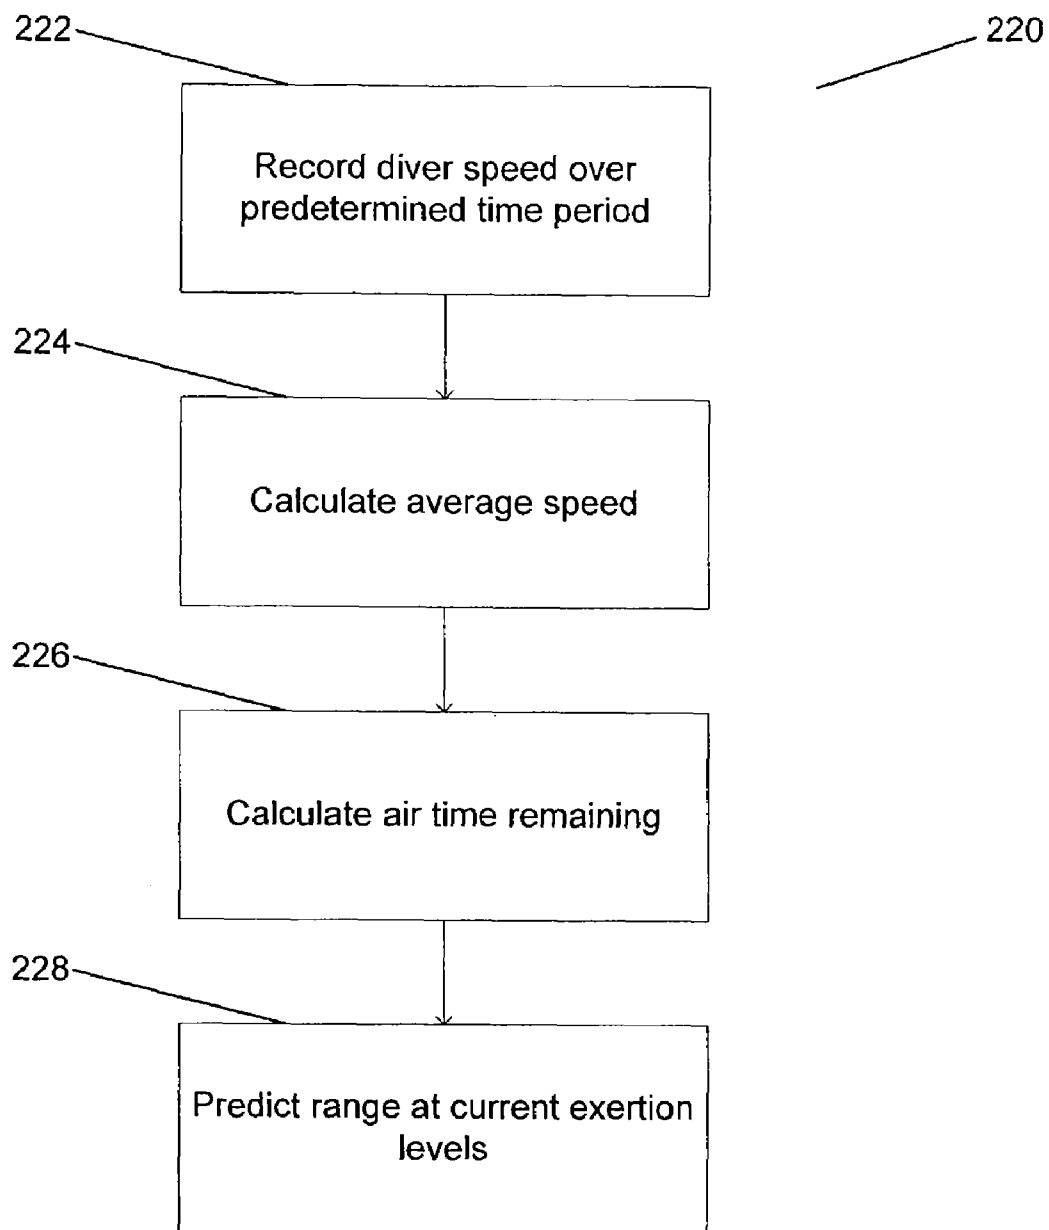 222
220
Record diver speed over
predetermined time period
224
Calculate average speed
226
Calculate air time remaining
228
Predict range at current exertion
levels